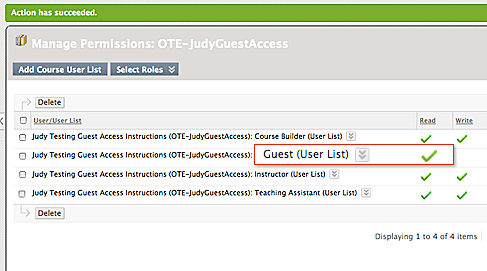 Action has succeeded.
Manage Permissions: OTE-JudyGuestAccess
Add Course User List Select Roles
Delete
User/User List Read Write
Judy Testing Guest Access Instructions (OTE-JudyGuestAccess): Course Builder (User List)
Judy Testing Guest Access Instructions (OTE-JudyGuestAccess): Guest (User List)
Judy Testing Guest Access Instructions (OTE-JudyGuestAccess): Instructor (User List)
Judy Testing Guest Access Instructions (OTE-JudyGuestAccess): Teaching Assistant (User List)
Delete
Displaying 1 to 4 of 4 items